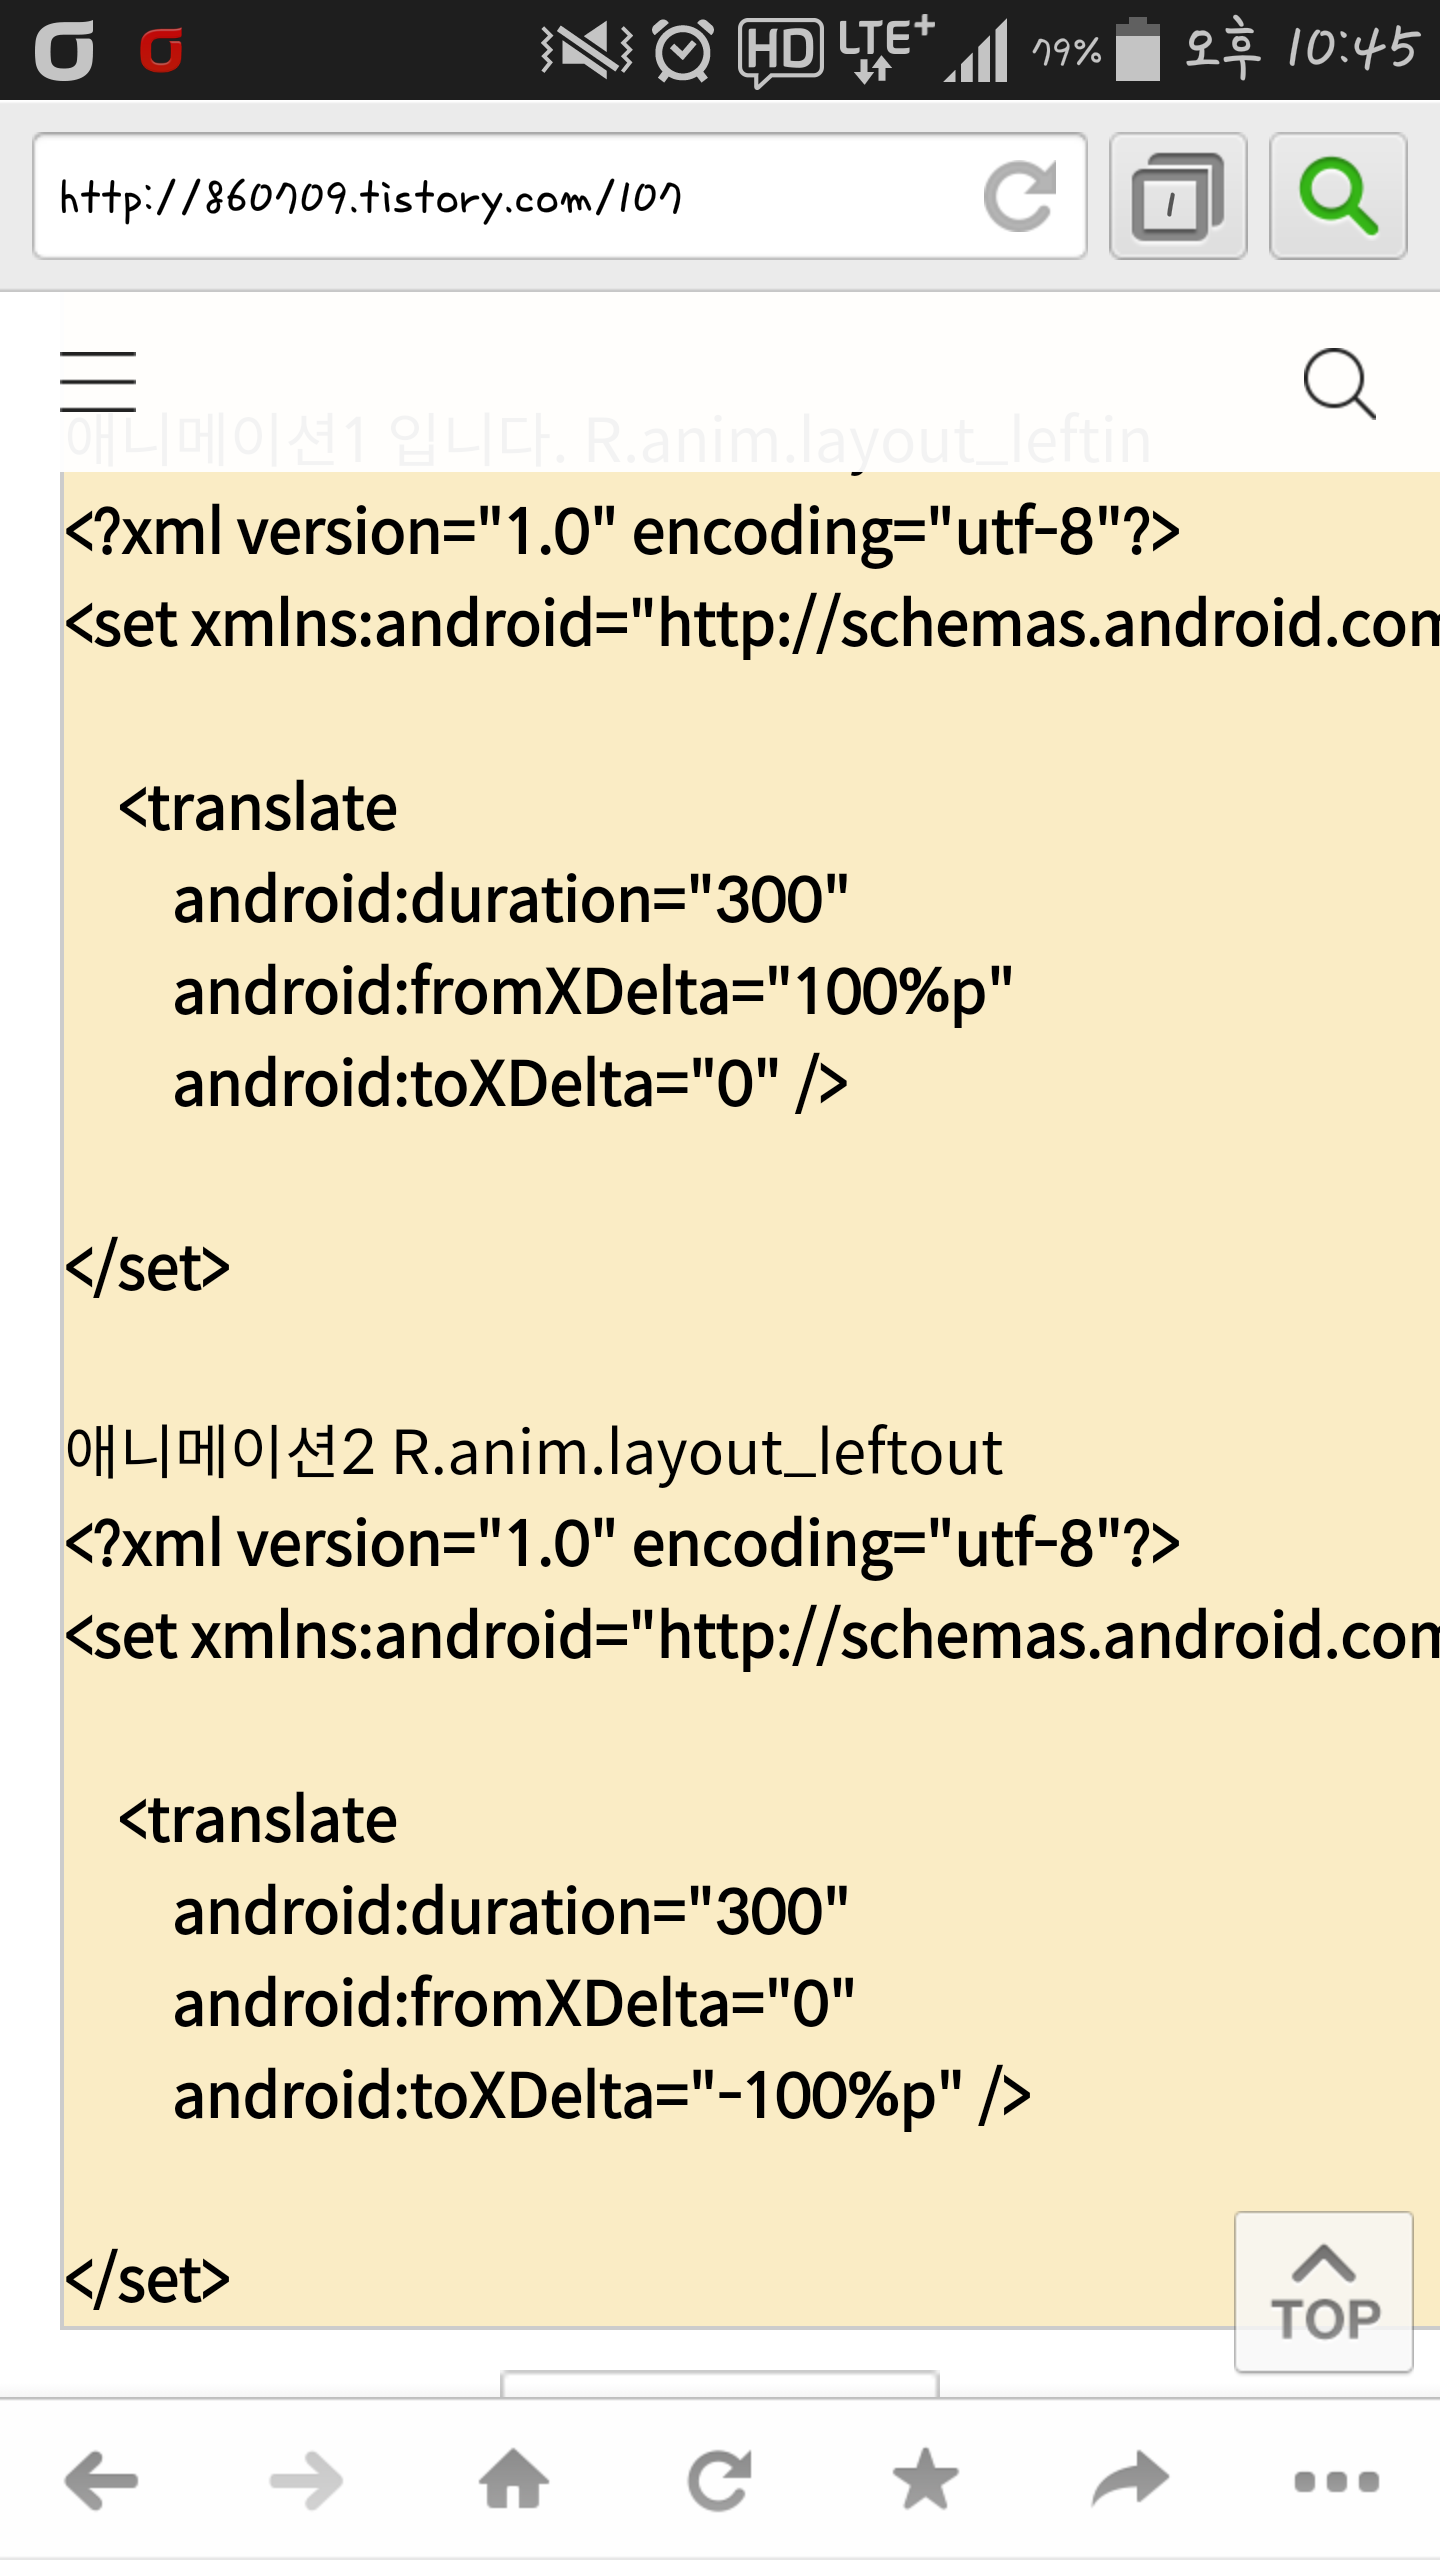 HD LTE+ 79% 오후 10:45
http://860709.tistory.com/107
1
애니메이션1 입니다. R.anim.layout_leftin
<?xml version="1.0" encoding="utf-8"?>
<set xmlns:android="http://schemas.android.com
<translate
android:duration="300"
android:fromXDelta="100%p"
android:toXDelta="0" />
</set>
애니메이션2 R.anim.layout_leftout
<?xml version="1.0" encoding="utf-8"?>
<set xmlns:android="http://schemas.android.com
<translate
android:duration="300"
android:fromXDelta="0"
android:toXDelta="-100%p" />
</set>
TOP